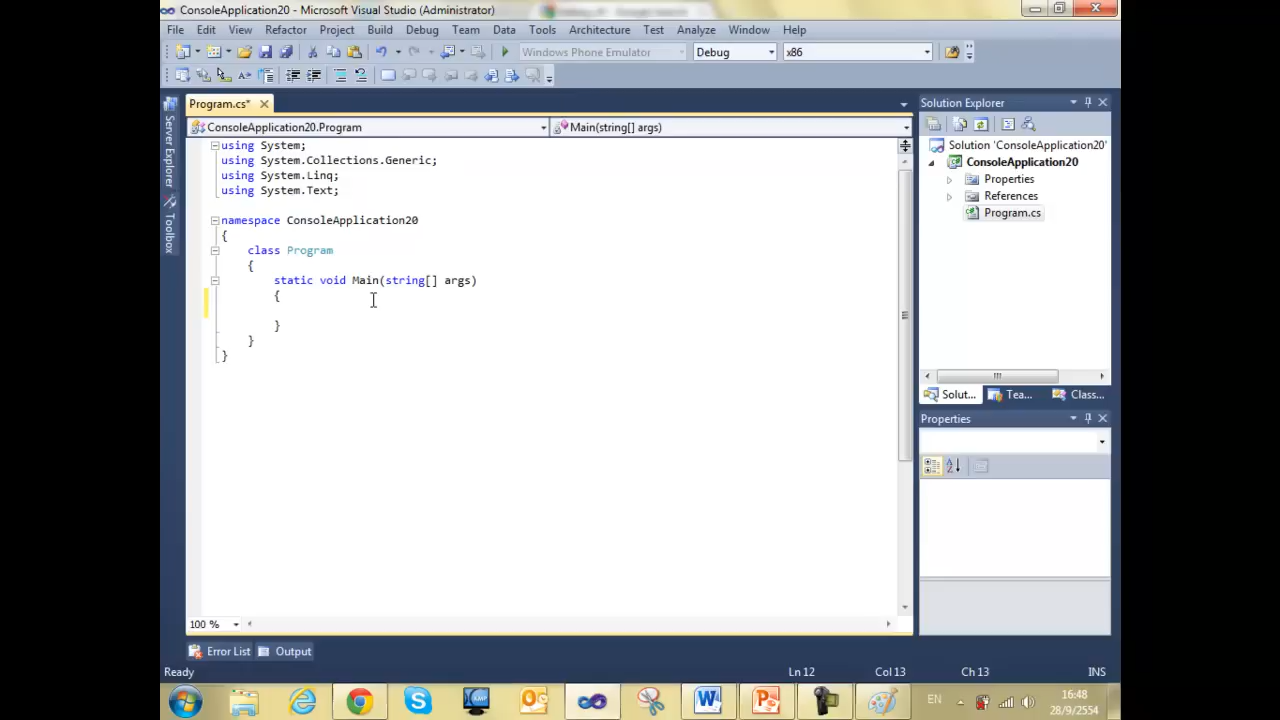 ConsoleApplication20 - Microsoft Visual Studio (Administrator)
File Edit View Refactor Project Build Debug Team Data Tools Architecture Test Analyze Window Help
Windows Phone Emulator Debug x86
Program.cs*
Solution Explorer
ConsoleApplication20.Program Main(string[] args)
Server Explorer
Toolbox
using System;
using System.Collections.Generic;
using System.Linq;
using System.Text;
namespace ConsoleApplication20
{
class Program
{
static void Main(string[] args)
{
}
}
}
Solution 'ConsoleApplication20'
ConsoleApplication20
Properties
References
Program.cs
Solut... Tea... Class...
Properties
100 %
Error List Output
Ready Ln 12 Col 13 Ch 13 INS
EN
16:48
28/9/2554